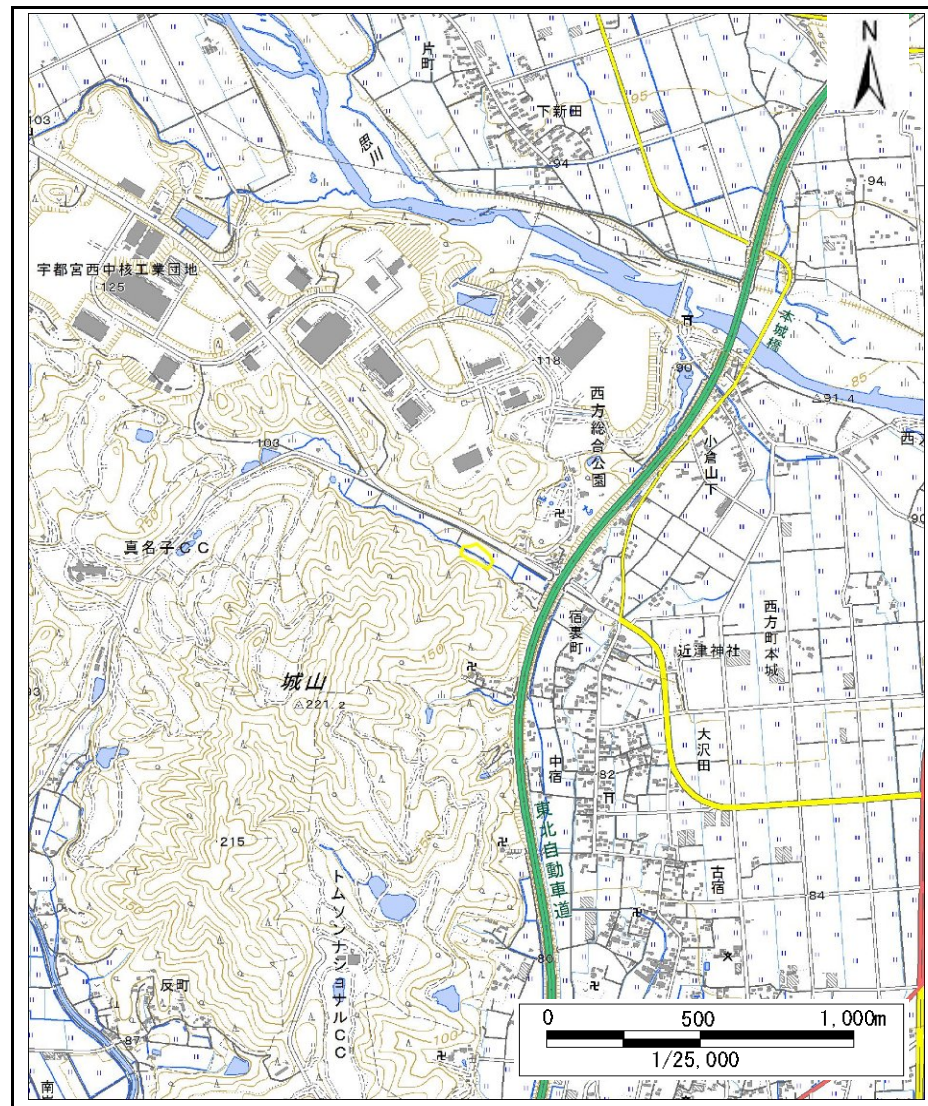 N
片町
下新田
95
103
94
思川
94
宇都宮西中核工業団地
125
本城橋
118
90
85
91.4
西方総合公園
小倉山下
103
150
90
真名子CC
宿裏町
近津神社
西方町本城
城山
150
221.2
大沢田
中宿
82
215
東北自動車道
古宿
84
トムソンナショナルCC
80
反町
87
0 500 1,000m
1/25,000